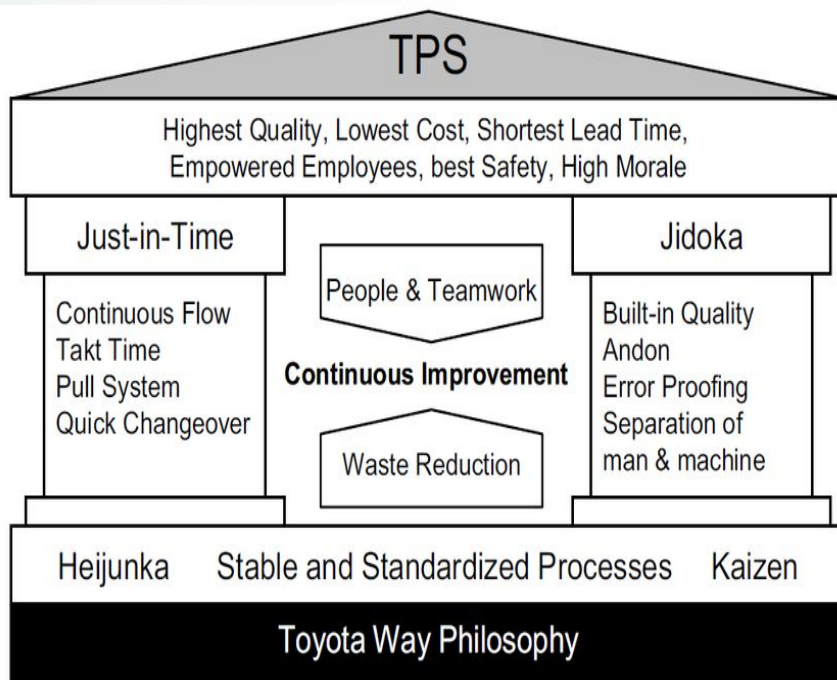 TPS
Highest Quality, Lowest Cost, Shortest Lead Time,
Empowered Employees, best Safety, High Morale
Just-in-Time
Continuous Flow
Takt Time
Pull System
Quick Changeover
People & Teamwork
Continuous Improvement
Waste Reduction
Jidoka
Built-in Quality
Andon
Error Proofing
Separation of
man & machine
Heijunka Stable and Standardized Processes Kaizen
Toyota Way Philosophy